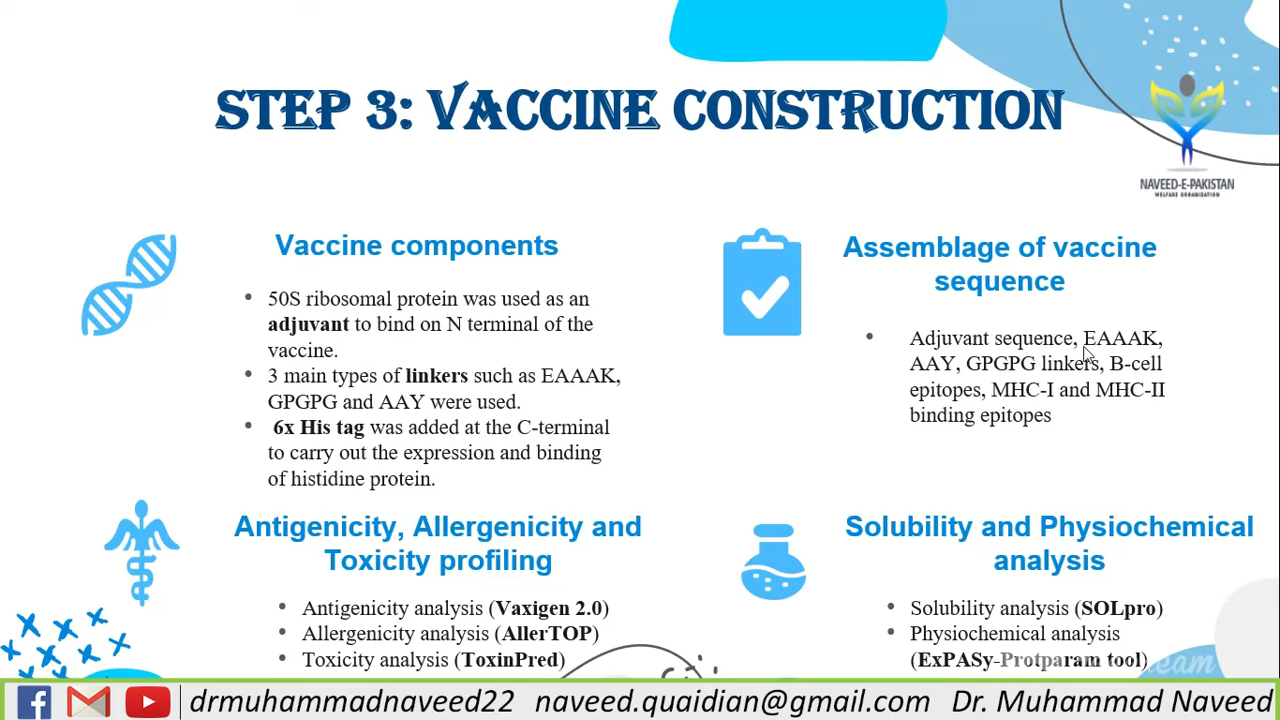 STEP 3: VACCINE CONSTRUCTION
NAVEED-E-PAKISTAN
WELFARE ORGANIZATION
Vaccine components
• 50S ribosomal protein was used as an
adjuvant to bind on N terminal of the
vaccine.
• 3 main types of linkers such as EAAAK,
GPGPG and AAY were used.
• 6x His tag was added at the C-terminal
to carry out the expression and binding
of histidine protein.
Assemblage of vaccine
sequence
• Adjuvant sequence, EAAAK,
AAY, GPGPG linkers, B-cell
epitopes, MHC-I and MHC-II
binding epitopes
Antigenicity, Allergenicity and
Toxicity profiling
• Antigenicity analysis (Vaxigen 2.0)
• Allergenicity analysis (AllerTOP)
• Toxicity analysis (ToxinPred)
Solubility and Physiochemical
analysis
• Solubility analysis (SOLpro)
• Physiochemical analysis
(ExPASy-Protparam tool)
drmuhammadnaveed22 naveed.quaidian@gmail.com Dr. Muhammad Naveed